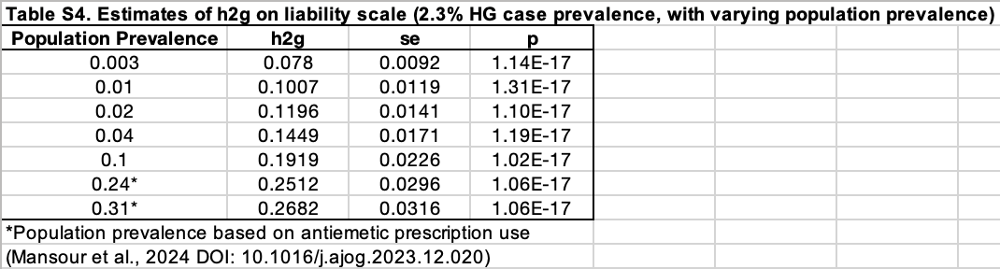 Table S4. Estimates of h2g on liability scale (2.3% HG case prevalence, with varying population prevalence)
Population Prevalence h2g se p
0.003 0.078 0.0092 1.14E-17
0.01 0.1007 0.0119 1.31E-17
0.02 0.1196 0.0141 1.10E-17
0.04 0.1449 0.0171 1.19E-17
0.1 0.1919 0.0226 1.02E-17
0.24* 0.2512 0.0296 1.06E-17
0.31* 0.2682 0.0316 1.06E-17
*Population prevalence based on antiemetic prescription use
(Mansour et al., 2024 DOI: 10.1016/j.ajog.2023.12.020)